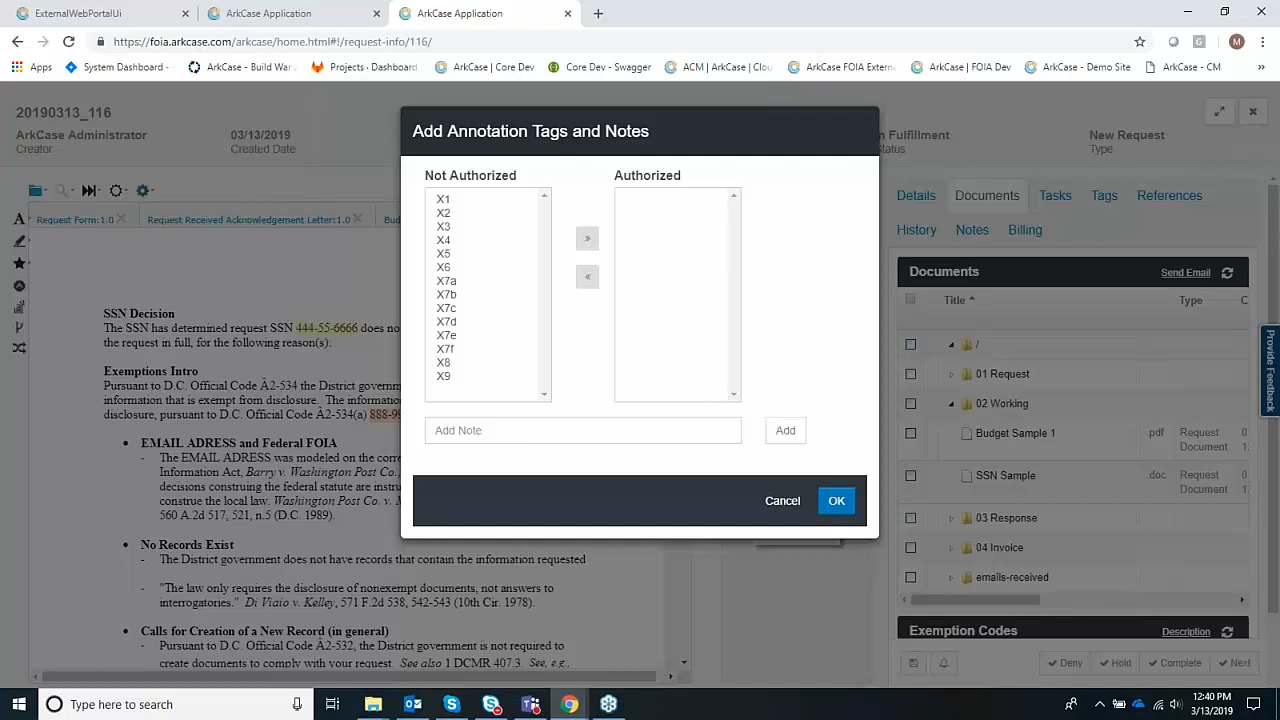 ExternalWebPortalUi
ArkCase Application
ArkCase Application
https://foia.arkcase.com/arkcase/home.html#!/request-info/116/
M
Apps
System Dashboard -
ArkCase - Build War
Projects · Dashboard
ArkCase | Core Dev
Core Dev - Swagger
ACM | ArkCase | Clou
ArkCase FOIA Extern
ArkCase | FOIA Dev
ArkCase - Demo Site
ArkCase - CM
20190313_116
ArkCase Administrator
Creator
03/13/2019
Created Date
Fulfillment
New Request
Type
Request Form:1.0
Request Received Acknowledgement Letter:1.0
SSN Decision
The SSN has determined request SSN 444-55-6666 does no
the request in full, for the following reason(s):
Exemptions Intro
Pursuant to D.C. Official Code Â2-534 the District governm
information that is exempt from disclosure. The informatio
disclosure, pursuant to D.C. Official Code Â2-534(a) 888-9
• EMAIL ADRESS and Federal FOIA
- The EMAIL ADRESS was modeled on the corre
Information Act, Barry v. Washington Post Co.,
decisions construing the federal statute are instru
construe the local law. Washington Post Co. v. M
560 A.2d 517, 521, n.5 (D.C. 1989).
• No Records Exist
- The District government does not have records that contain the information requested
- "The law only requires the disclosure of nonexempt documents, not answers to
interrogatories." Di Viaio v. Kelley, 571 F.2d 538, 542-543 (10th Cir. 1978).
• Calls for Creation of a New Record (in general)
- Pursuant to D.C. Official Code Â2-532, the District government is not required to
create documents to comply with your request. See also 1 DCMR 407.3. See, e.g.,
Add Annotation Tags and Notes
Not Authorized
Authorized
X1
X2
X3
X4
X5
X6
X7a
X7b
X7c
X7d
X7e
X7f
X8
X9
»
«
Add Note
Add
Cancel
OK
Details
Documents
Tasks
Tags
References
History
Notes
Billing
Documents
Send Email
Title
Type
C
/
01 Request
02 Working
Budget Sample 1
.pdf
Request
Document
SSN Sample
.doc
Request
Document
03 Response
04 Invoice
emails-received
Exemption Codes
Description
Deny
Hold
Complete
Next
Provide Feedback
Type here to search
12:40 PM
3/13/2019